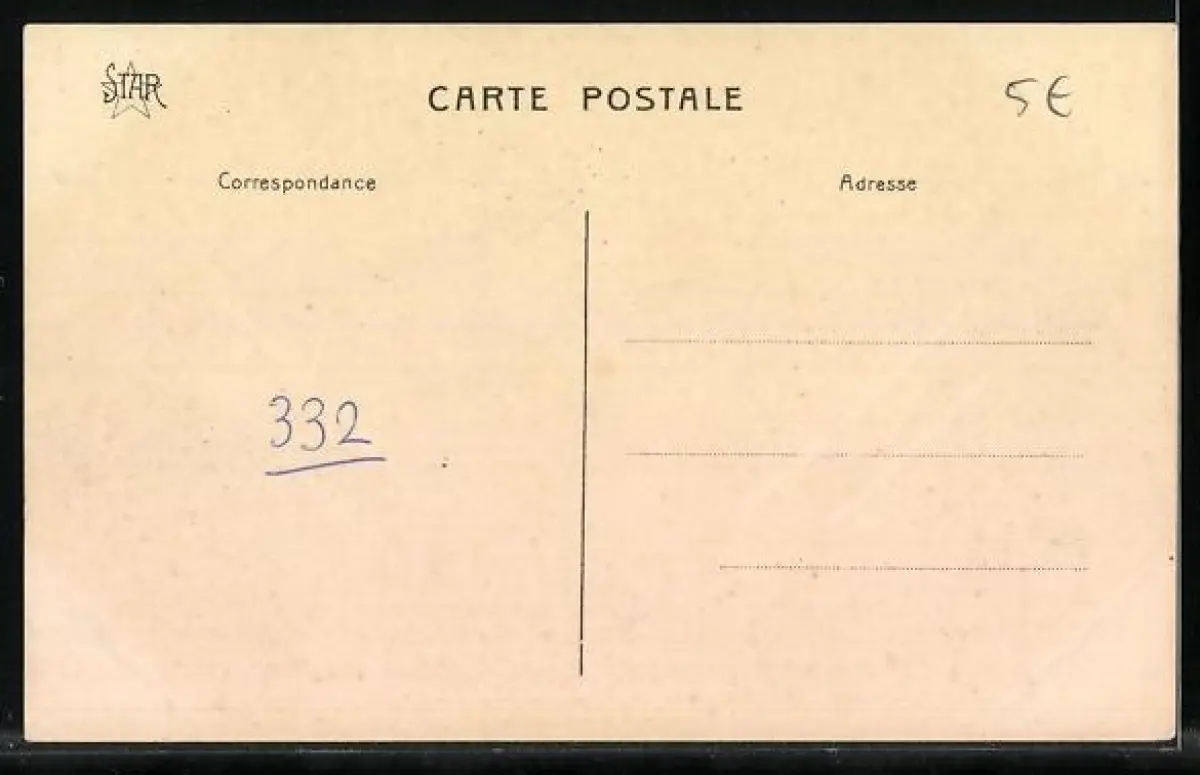 STAR
CARTE POSTALE
5€
Correspondance
Adresse
332